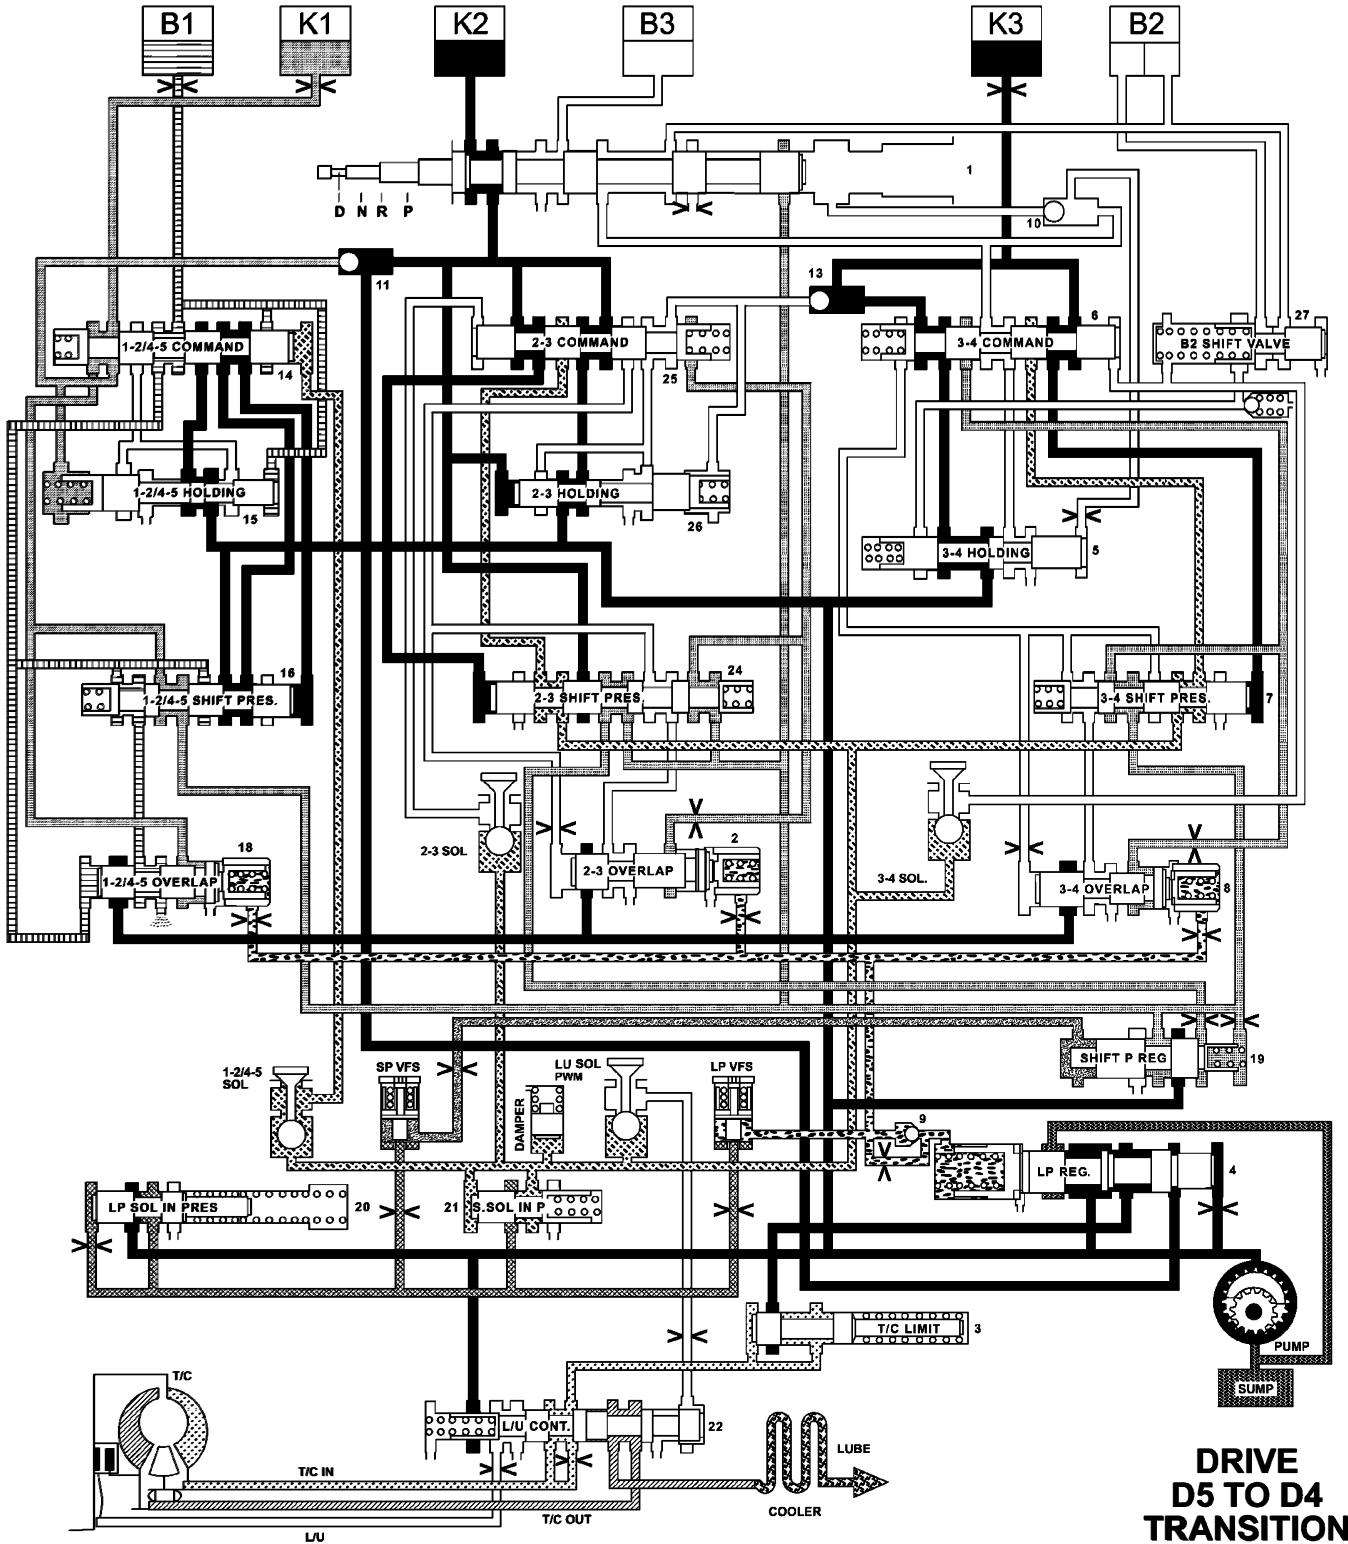 B1
K1
K2
B3
K3
B2
1
D N R P
10
11
13
6
27
1-2/4-5 COMMAND
2-3 COMMAND
3-4 COMMAND
B2 SHIFT VALVE
14
25
1-2/4-5 HOLDING
2-3 HOLDING
15
26
3-4 HOLDING
5
16
24
1-2/4-5 SHIFT PRES.
2-3 SHIFT PRES.
3-4 SHIFT PRES.
7
2-3 SOL
18
2
3-4 SOL.
1-2/4-5 OVERLAP
2-3 OVERLAP
3-4 OVERLAP
8
SHIFT P REG
19
1-2/4-5
SOL
SP VFS
LU SOL
PWM
LP VFS
DAMPER
9
LP REG.
4
LP SOL IN PRES
20
21
S.SOL IN P
T/C LIMIT
3
PUMP
SUMP
T/C
L/U CONT.
22
LUBE
T/C IN
COOLER
T/C OUT
L/U
DRIVE
D5 TO D4
TRANSITION